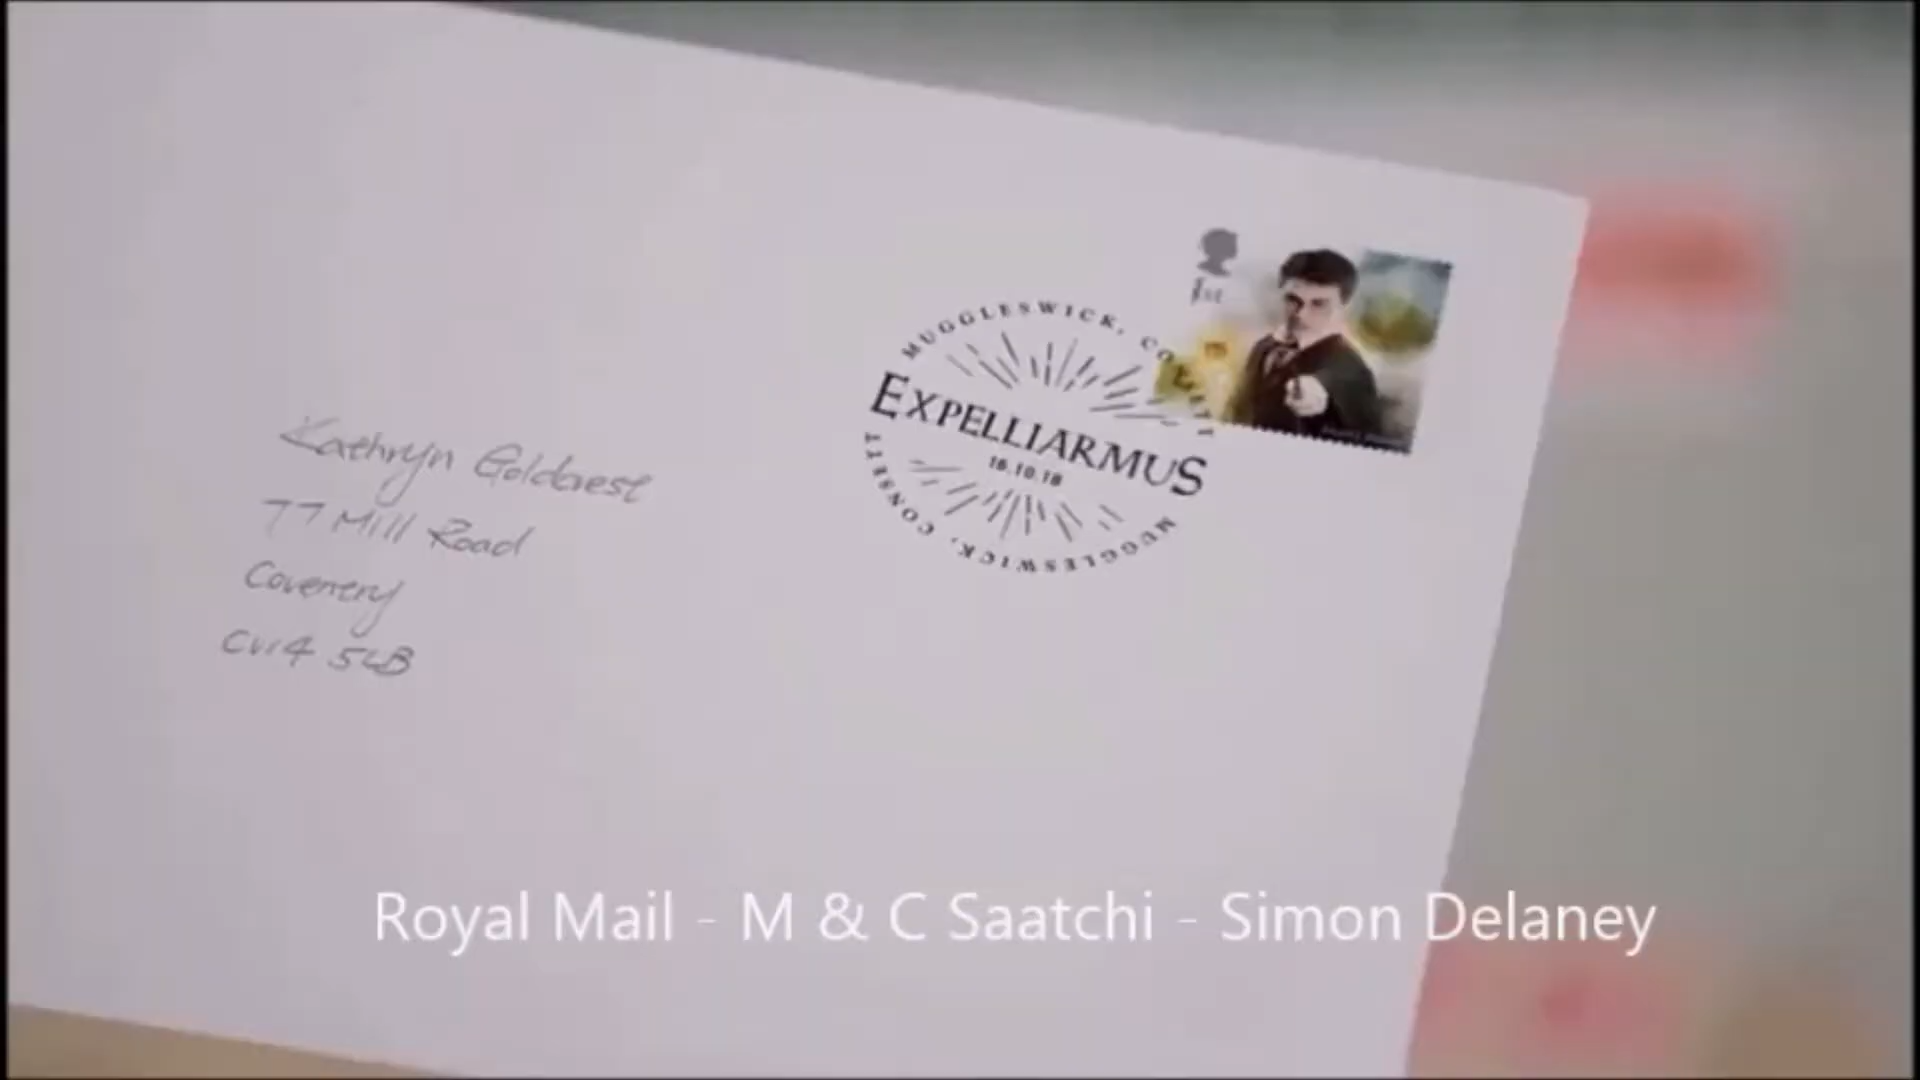 1st
MUGGLESWICK, CONSETT
EXPELLIARMUS
16.10.18
MUGGLESWICK, CONSETT
Kathryn Goldcrest
77 Mill Road
Coventry
CV14 5LB
Royal Mail - M & C Saatchi - Simon Delaney